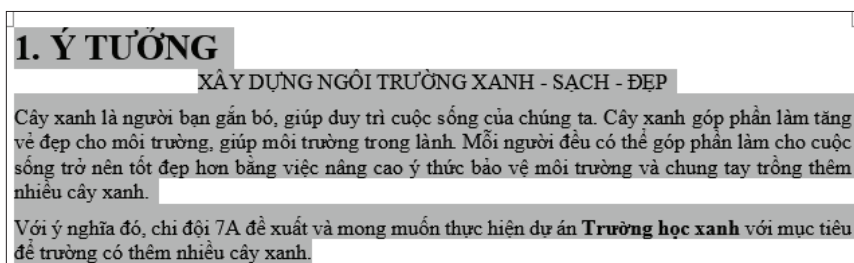 1. Ý TƯỞNG
XÂY DỰNG NGÔI TRƯỜNG XANH - SẠCH - ĐẸP
Cây xanh là người bạn gắn bó, giúp duy trì cuộc sống của chúng ta. Cây xanh góp phần làm tăng
vẻ đẹp cho môi trường, giúp môi trường trong lành. Mỗi người đều có thể góp phần làm cho cuộc
sống trở nên tốt đẹp hơn bằng việc nâng cao ý thức bảo vệ môi trường và chung tay trồng thêm
nhiều cây xanh.
Với ý nghĩa đó, chi đội 7A đề xuất và mong muốn thực hiện dự án Trường học xanh với mục tiêu
để trường có thêm nhiều cây xanh.